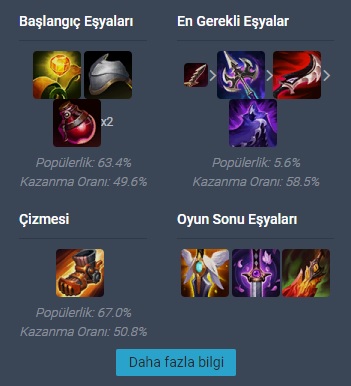 Başlangıç Eşyaları
En Gerekli Eşyalar
x2
Popülerlik: 63.4%
Kazanma Oranı: 49.6%
Popülerlik: 5.6%
Kazanma Oranı: 58.5%
Çizmesi
Oyun Sonu Eşyaları
Popülerlik: 67.0%
Kazanma Oranı: 50.8%
Daha fazla bilgi